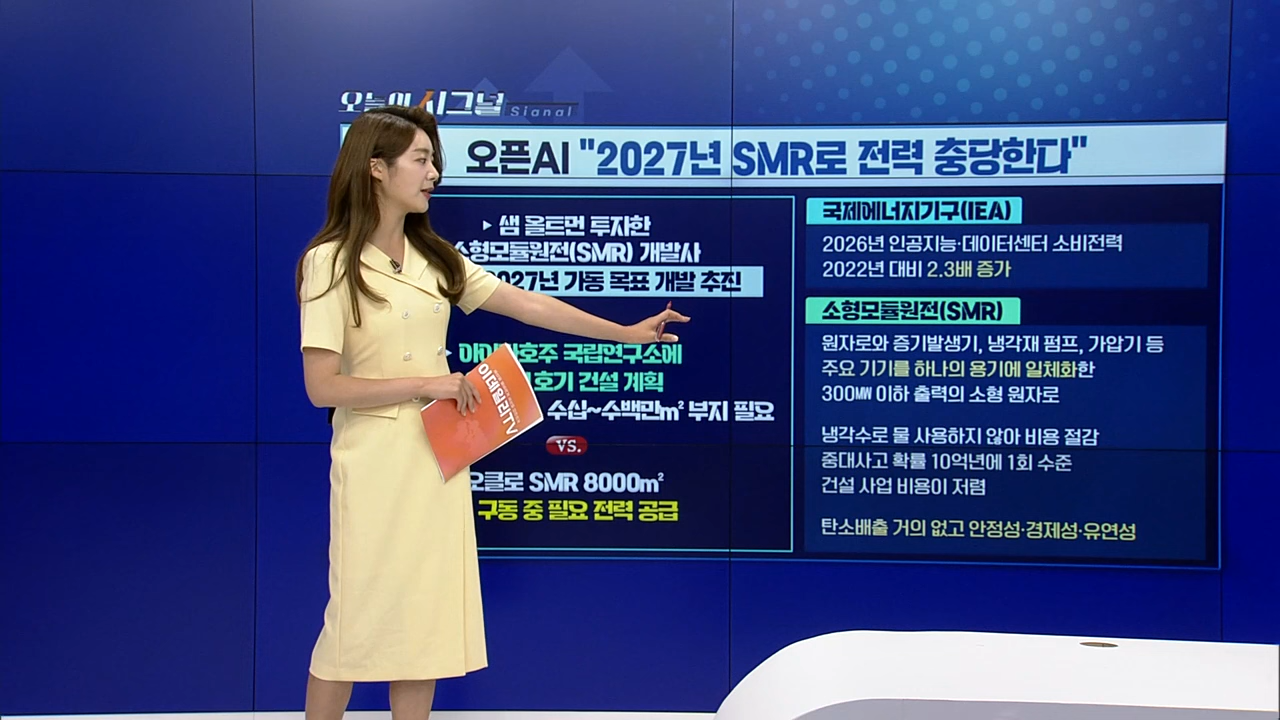 오늘의 시그널
Signal
오픈AI "2027년 SMR로 전력 충당한다"
▸ 샘 올트먼 투자한
소형모듈원전(SMR) 개발사
2027년 가동 목표 개발 추진
국립연구소에
호기 건설 계획
수십~수백만㎡ 부지 필요
VS.
오클로 SMR 8000㎡
구동 중 필요 전력 공급
국제에너지기구(IEA)
2026년 인공지능·데이터센터 소비전력
2022년 대비 2.3배 증가
소형모듈원전(SMR)
원자로와 증기발생기, 냉각재 펌프, 가압기 등
주요 기기를 하나의 용기에 일체화한
300㎿ 이하 출력의 소형 원자로
냉각수로 물 사용하지 않아 비용 절감
중대사고 확률 10억년에 1회 수준
건설 사업 비용이 저렴
탄소배출 거의 없고 안정성·경제성·유연성
이데일리TV